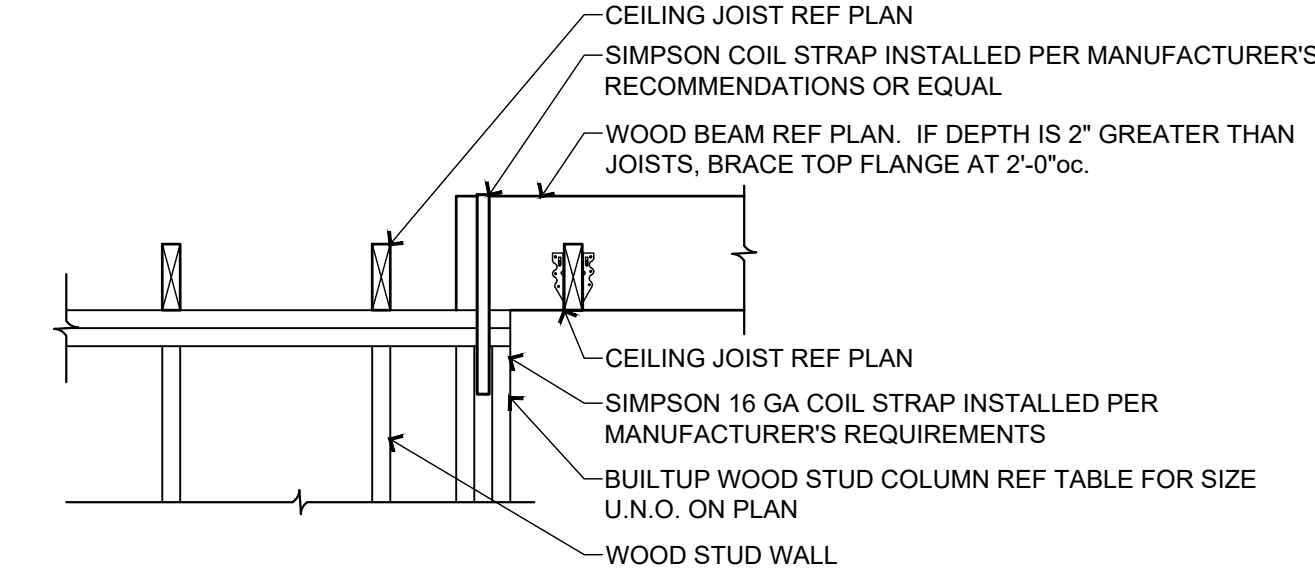 CEILING JOIST REF PLAN
SIMPSON COIL STRAP INSTALLED PER MANUFACTURER'S
RECOMMENDATIONS OR EQUAL
WOOD BEAM REF PLAN. IF DEPTH IS 2" GREATER THAN
JOISTS, BRACE TOP FLANGE AT 2'-0"oc.
CEILING JOIST REF PLAN
SIMPSON 16 GA COIL STRAP INSTALLED PER
MANUFACTURER'S REQUIREMENTS
BUILTUP WOOD STUD COLUMN REF TABLE FOR SIZE
U.N.O. ON PLAN
WOOD STUD WALL